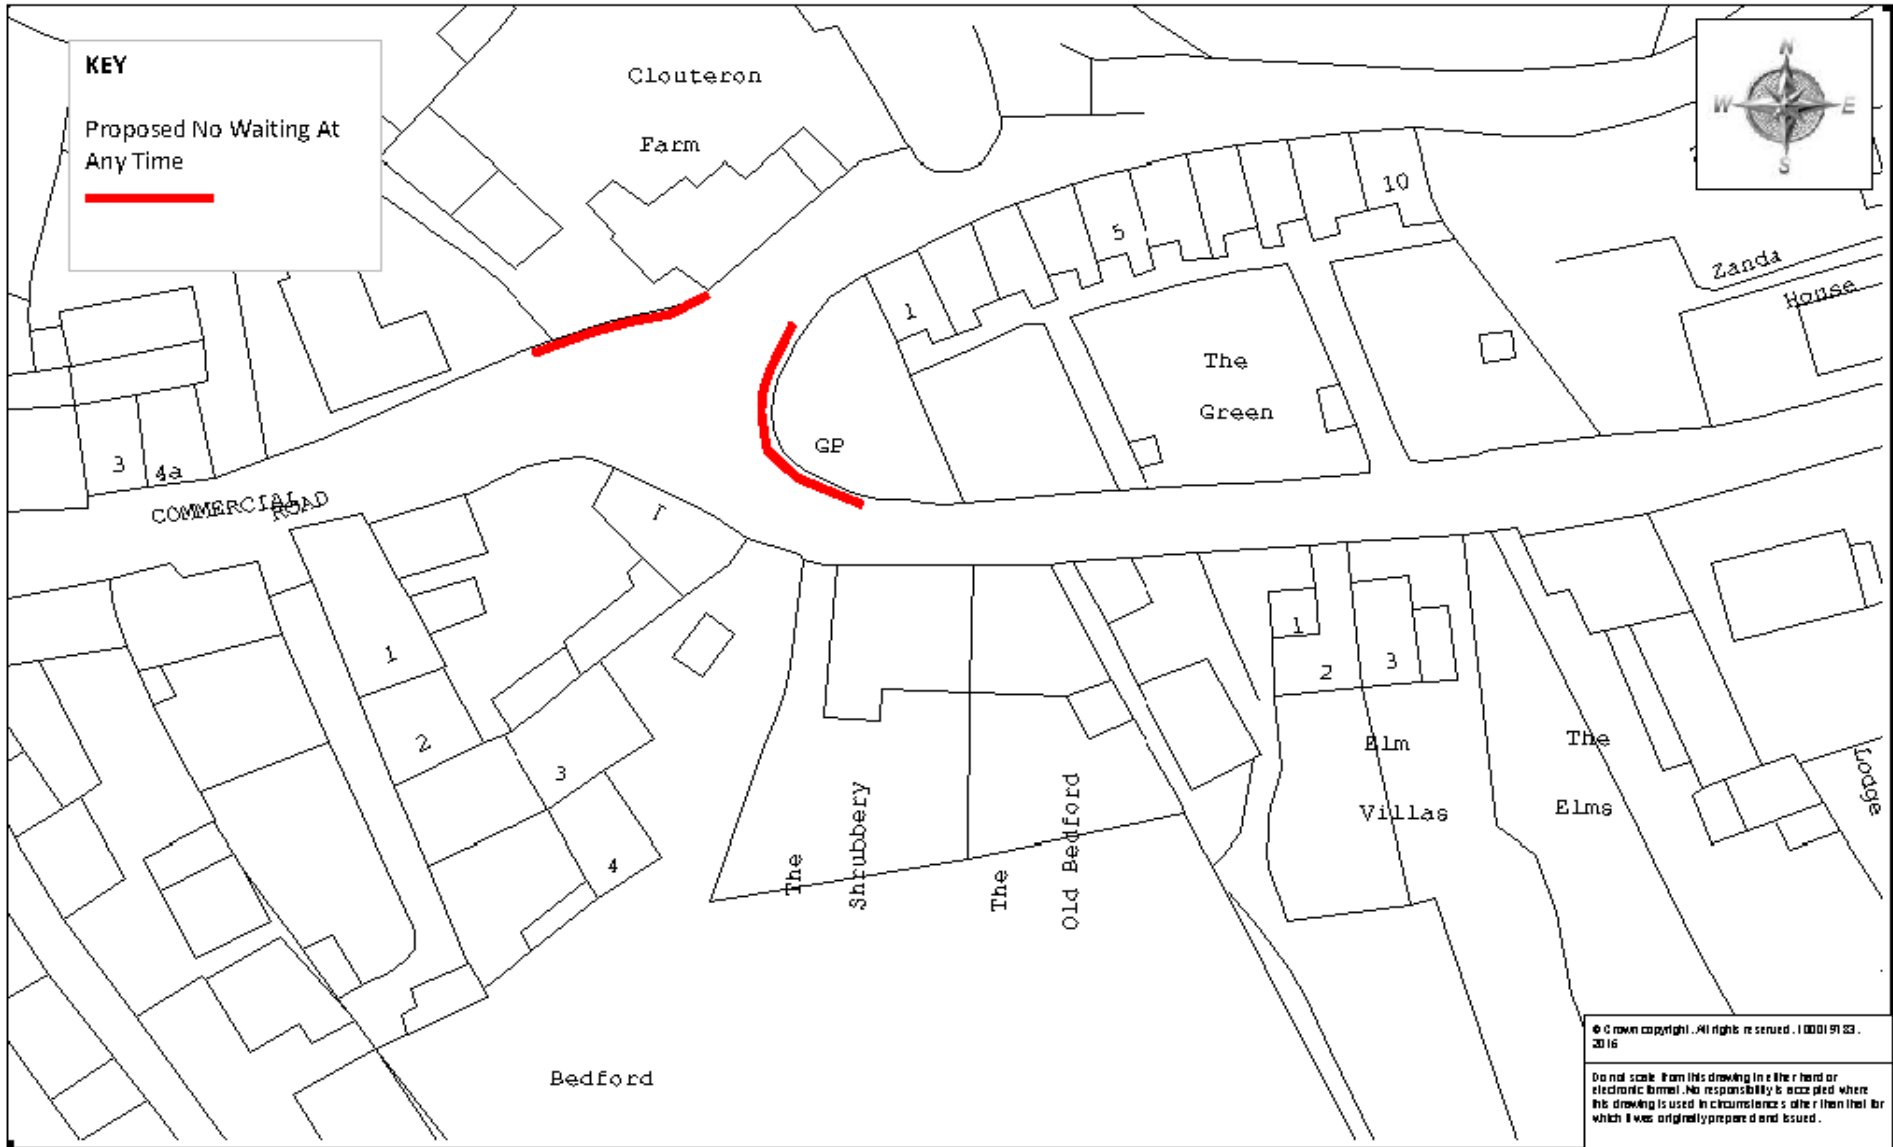 KEY
Proposed No Waiting At
Any Time
N
W E
S
Clouteron
Farm
10
5
1
Zanda
House
The
Green
GP
3
4a
COMMERCIAL
ROAD
1
1
2
3
4
1
2
3
Elm
Villas
The
Elms
Lodge
The
Shrubbery
The
Old Bedford
Bedford
© Crown copyright. All rights reserved. 100019123.
2016
Do not scale from this drawing in either hard or
electronic format. No responsibility is accepted where
this drawing is used in circumstances other than that for
which it was originally prepared and issued.